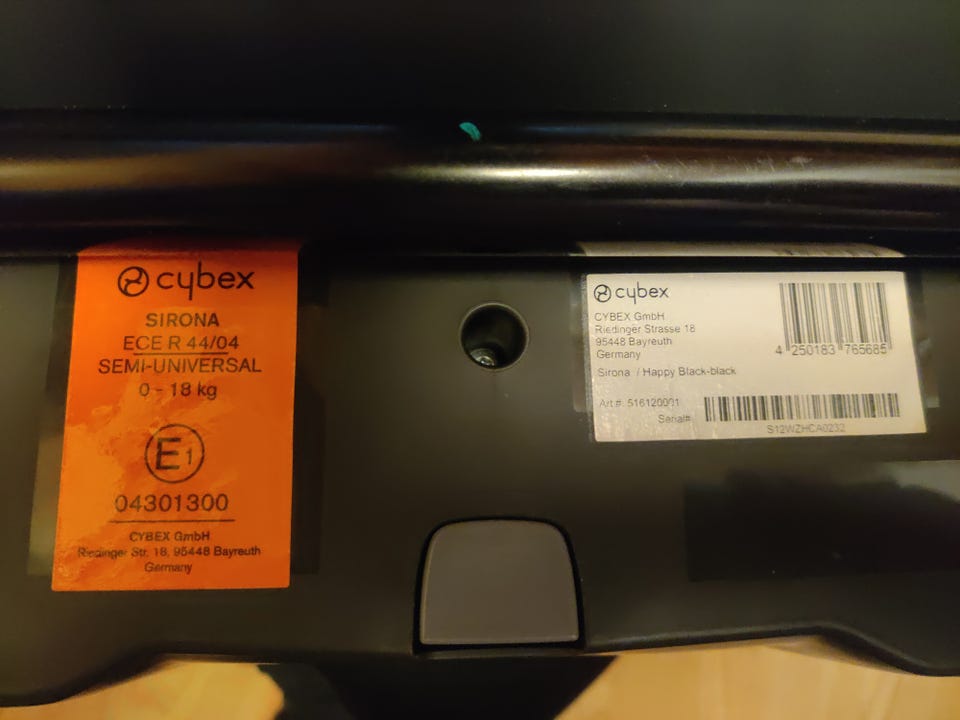 cybex
SIRONA
ECE R 44/04
SEMI-UNIVERSAL
0 - 18 kg
E1
04301300
CYBEX GmbH
Riedinger Str. 18, 95448 Bayreuth
Germany
cybex
CYBEX GmbH
Riedinger Strasse 18
95448 Bayreuth
Germany
4 250183 765685
Sirona / Happy Black-black
Art #: 516120001
Serial#:
S12WZHCA0232